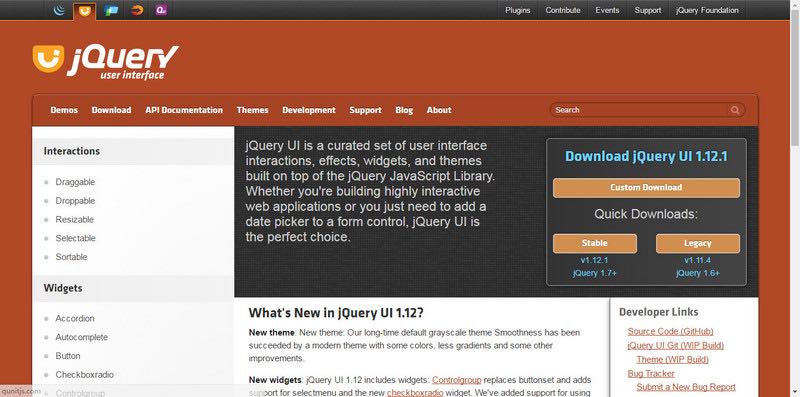 Plugins Contribute Events Support jQuery Foundation
jQuery
user interface
Demos Download API Documentation Themes Development Support Blog About
Search
Interactions
Draggable
Droppable
Resizable
Selectable
Sortable
Widgets
Accordion
Autocomplete
Button
Checkboxradio
Controlgroup
qunitjs.com
jQuery UI is a curated set of user interface
interactions, effects, widgets, and themes
built on top of the jQuery JavaScript Library.
Whether you're building highly interactive
web applications or you just need to add a
date picker to a form control, jQuery UI is
the perfect choice.
Download jQuery UI 1.12.1
Custom Download
Quick Downloads:
Stable Legacy
v1.12.1 v1.11.4
jQuery 1.7+ jQuery 1.6+
What's New in jQuery UI 1.12?
New theme: New theme: Our long-time default grayscale theme Smoothness has been
succeeded by a modern theme with some colors, less gradients and some other
improvements.
New widgets: jQuery UI 1.12 includes widgets: Controlgroup replaces buttonset and adds
support for selectmenu and the new checkboxradio widget. We've added support for using
Developer Links
Source Code (GitHub)
jQuery UI Git (WIP Build)
Theme (WIP Build)
Bug Tracker
Submit a New Bug Report